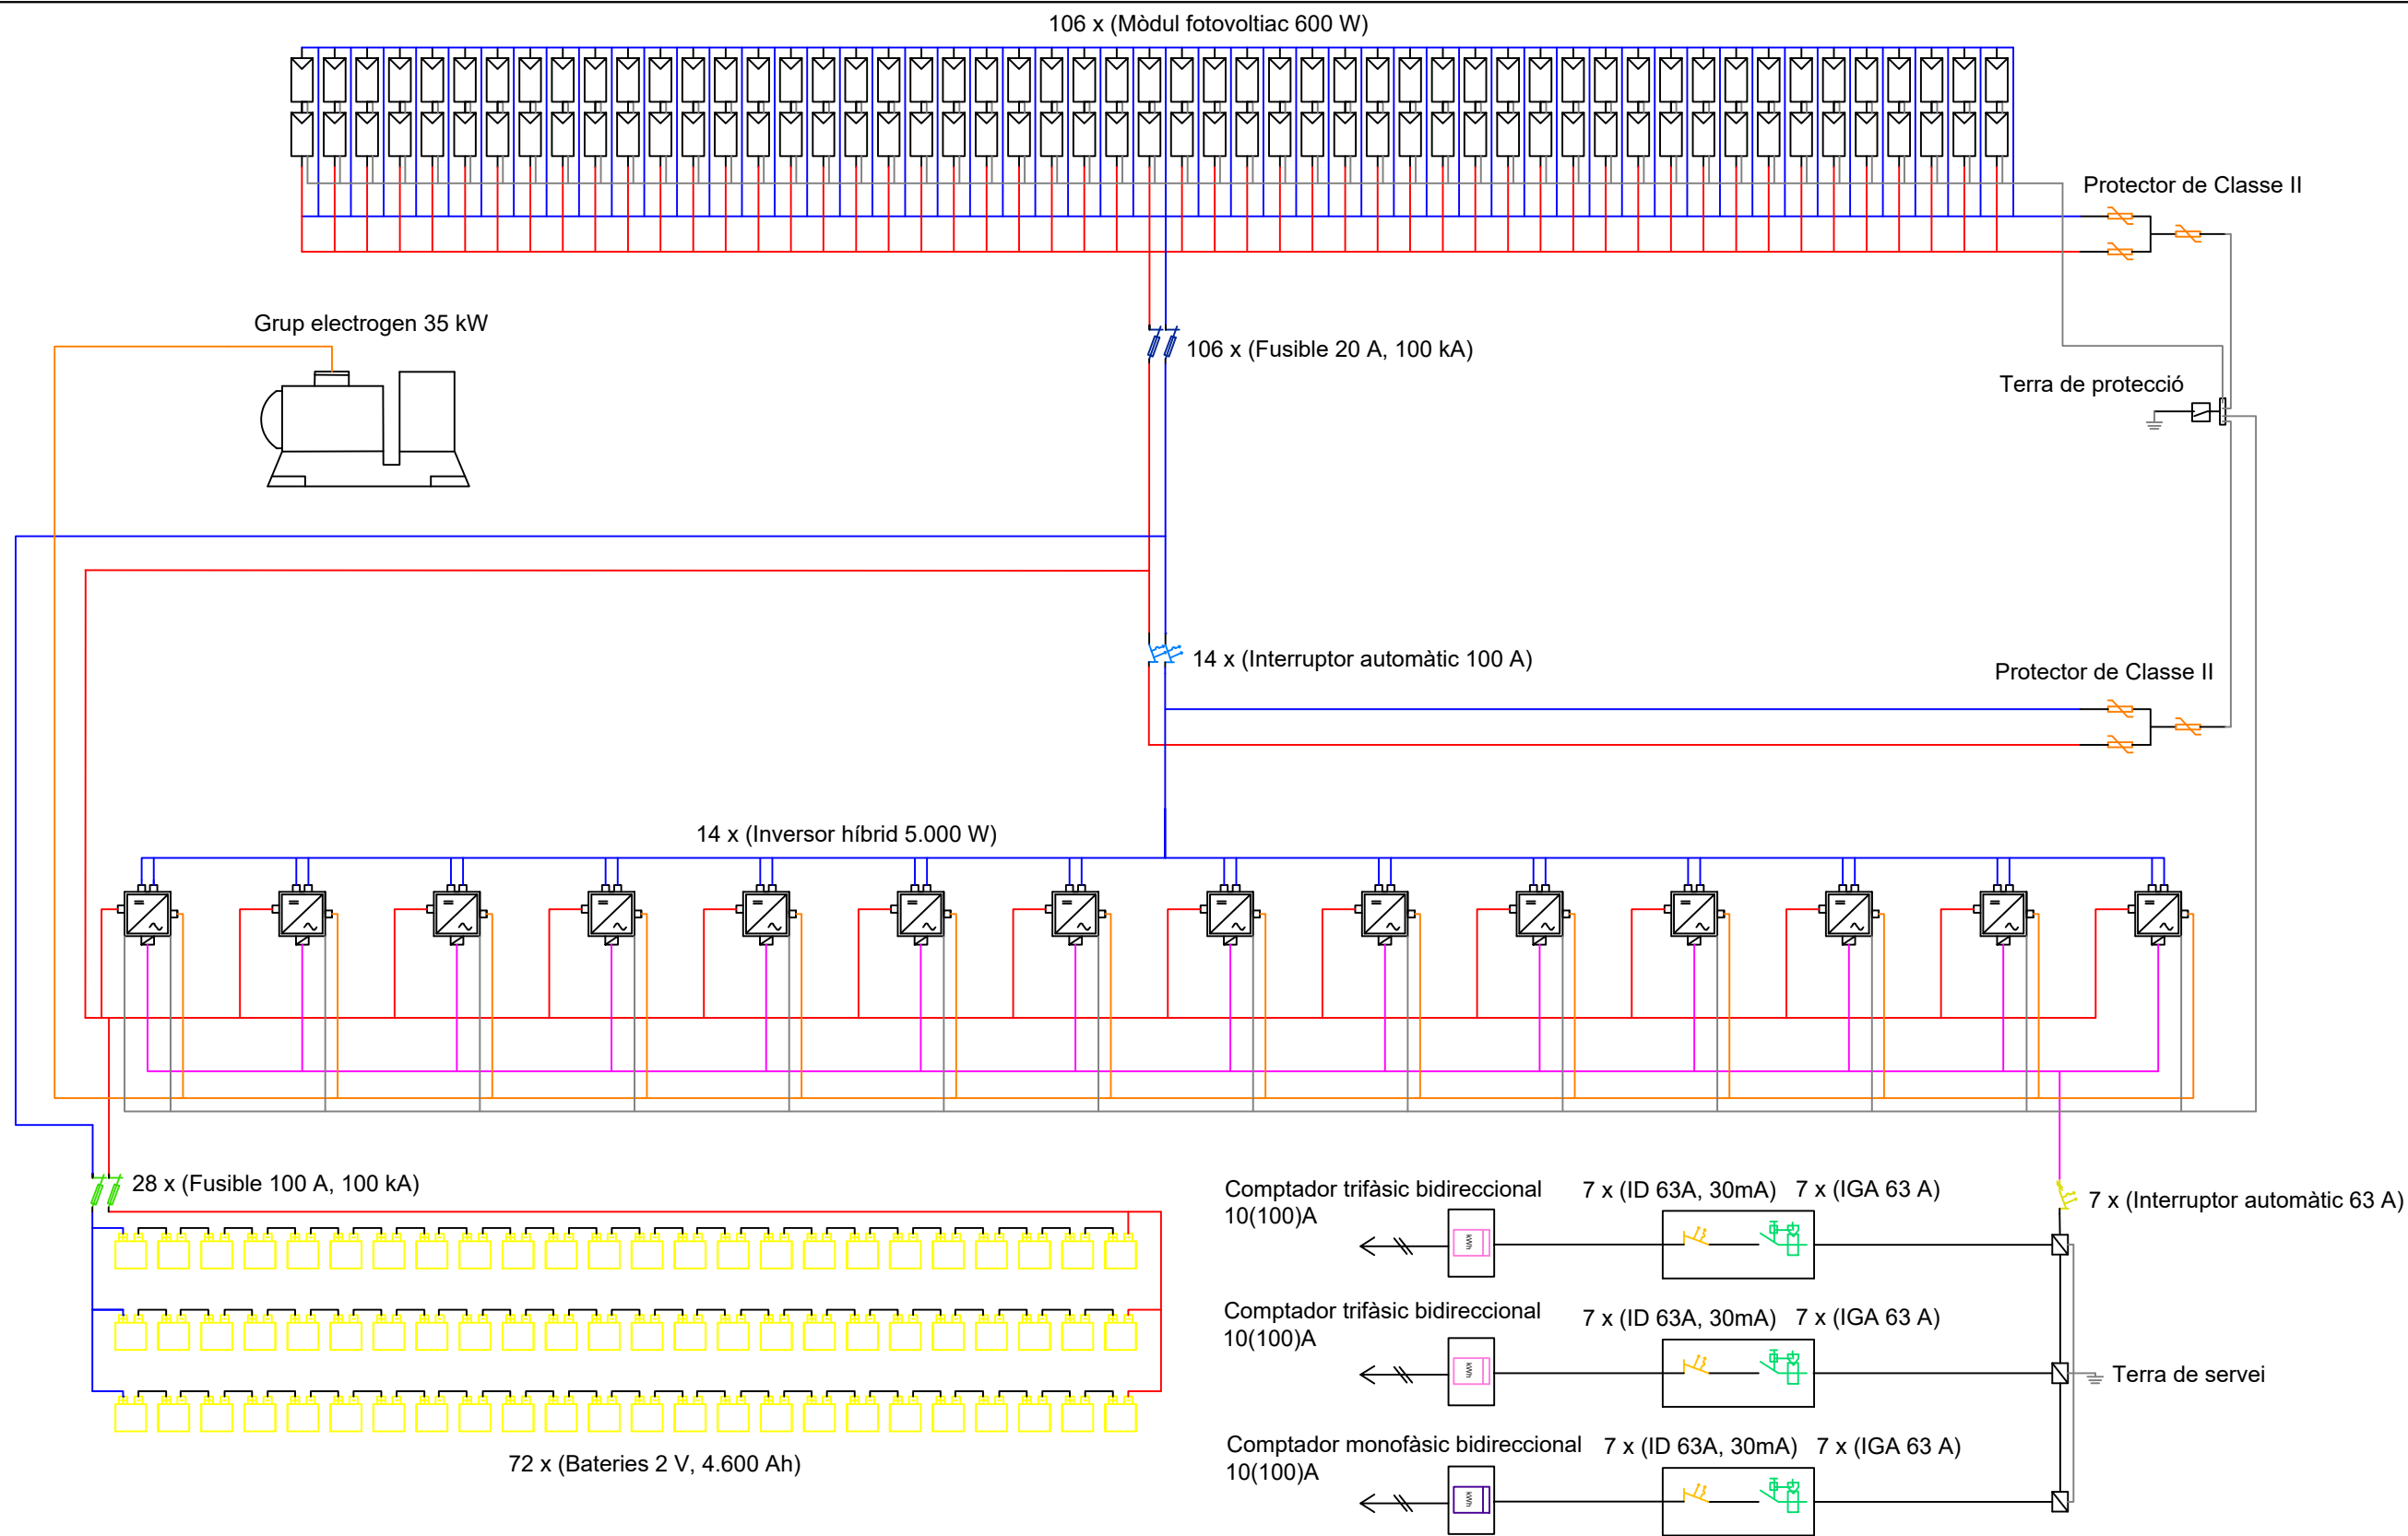 106 x (Mòdul fotovoltiac 600 W)
Protector de Classe II
Grup electrogen 35 kW
106 x (Fusible 20 A, 100 kA)
Terra de protecció
14 x (Interruptor automàtic 100 A)
Protector de Classe II
14 x (Inversor híbrid 5.000 W)
28 x (Fusible 100 A, 100 kA)
Comptador trifàsic bidireccional
10(100)A
7 x (ID 63A, 30mA)
7 x (IGA 63 A)
7 x (Interruptor automàtic 63 A)
kWh
Comptador trifàsic bidireccional
10(100)A
7 x (ID 63A, 30mA)
7 x (IGA 63 A)
kWh
Terra de servei
Comptador monofàsic bidireccional
10(100)A
7 x (ID 63A, 30mA)
7 x (IGA 63 A)
kWh
72 x (Bateries 2 V, 4.600 Ah)